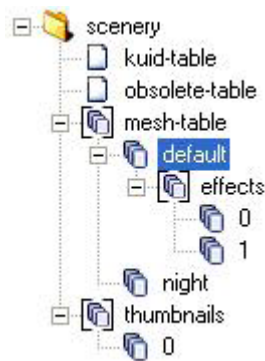 scenery
kuid-table
obsolete-table
mesh-table
default
effects
0
1
night
thumbnails
0